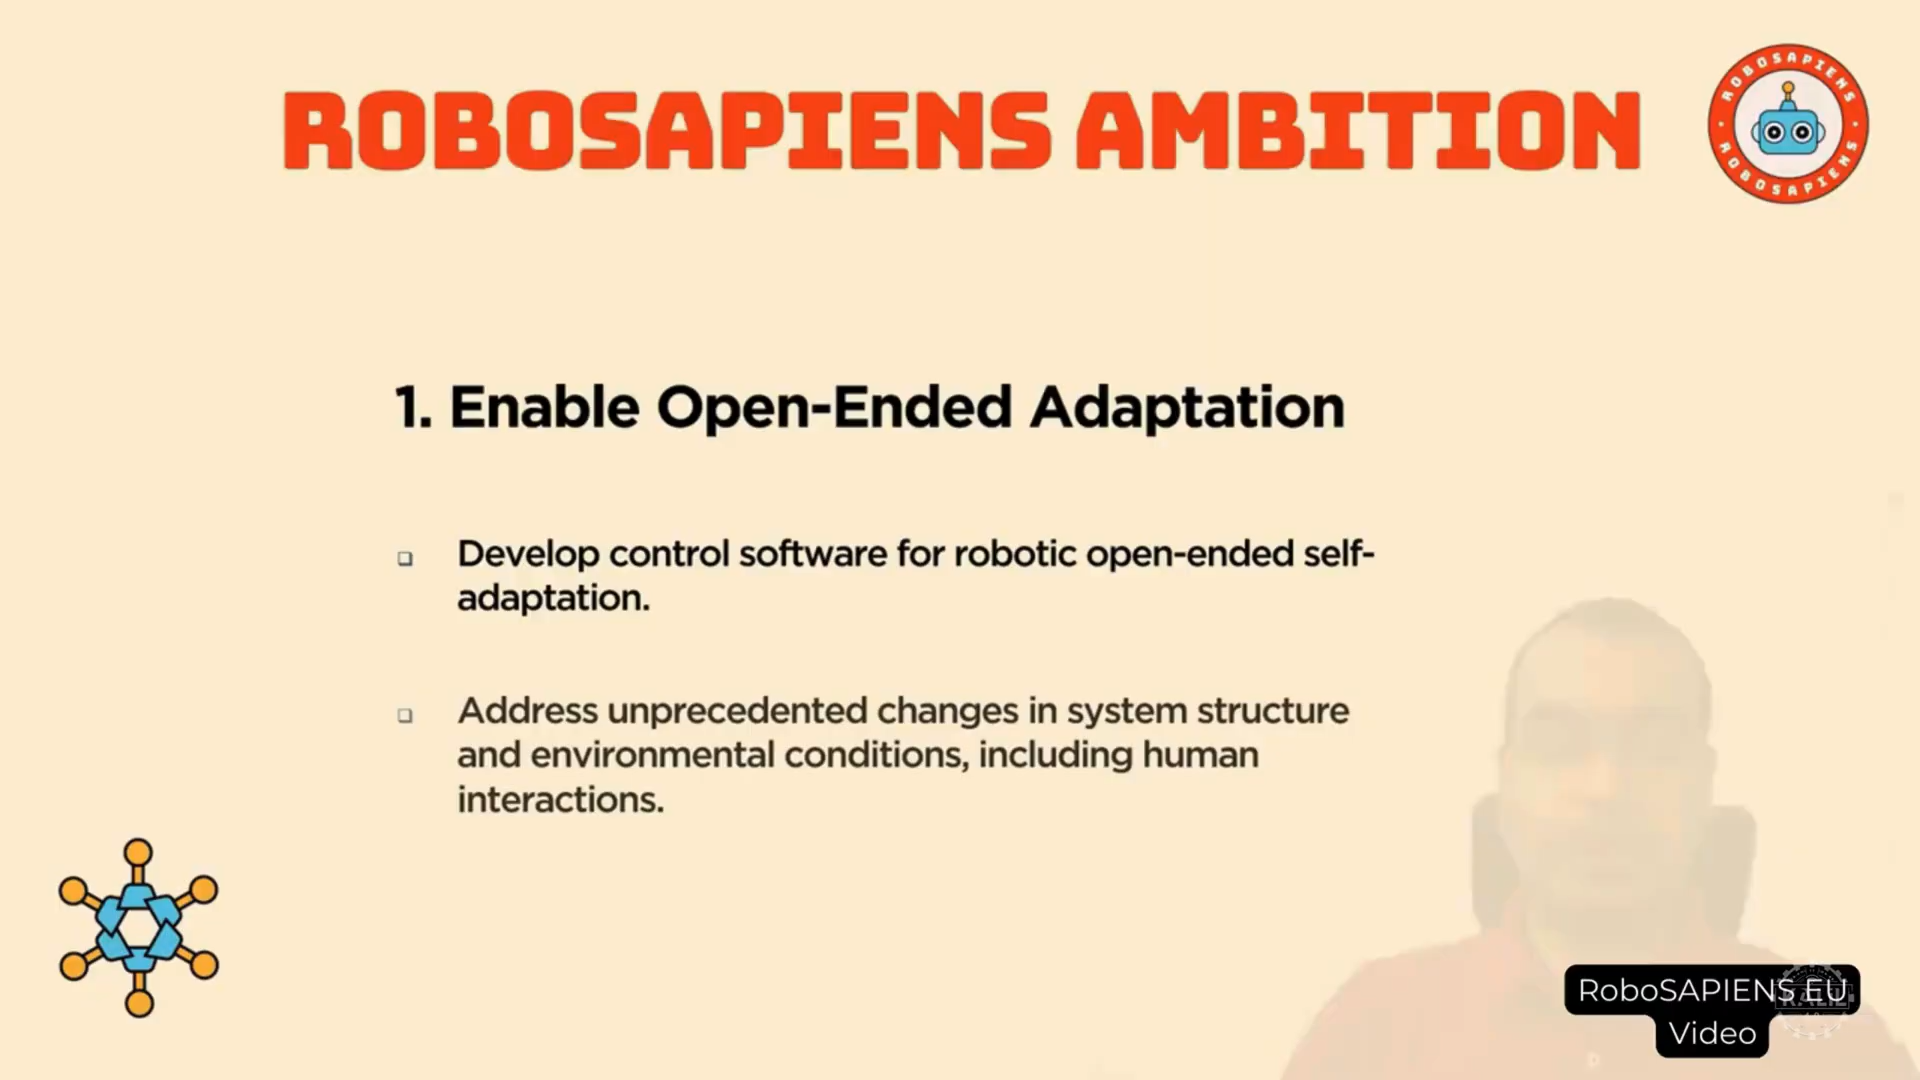 ROBOSAPIENS AMBITION
ROBOSAPIENS
ROBOSAPIENS
1. Enable Open-Ended Adaptation
❑ Develop control software for robotic open-ended self-
adaptation.
❑ Address unprecedented changes in system structure
and environmental conditions, including human
interactions.
RoboSAPIENS EU
Video
KALIL